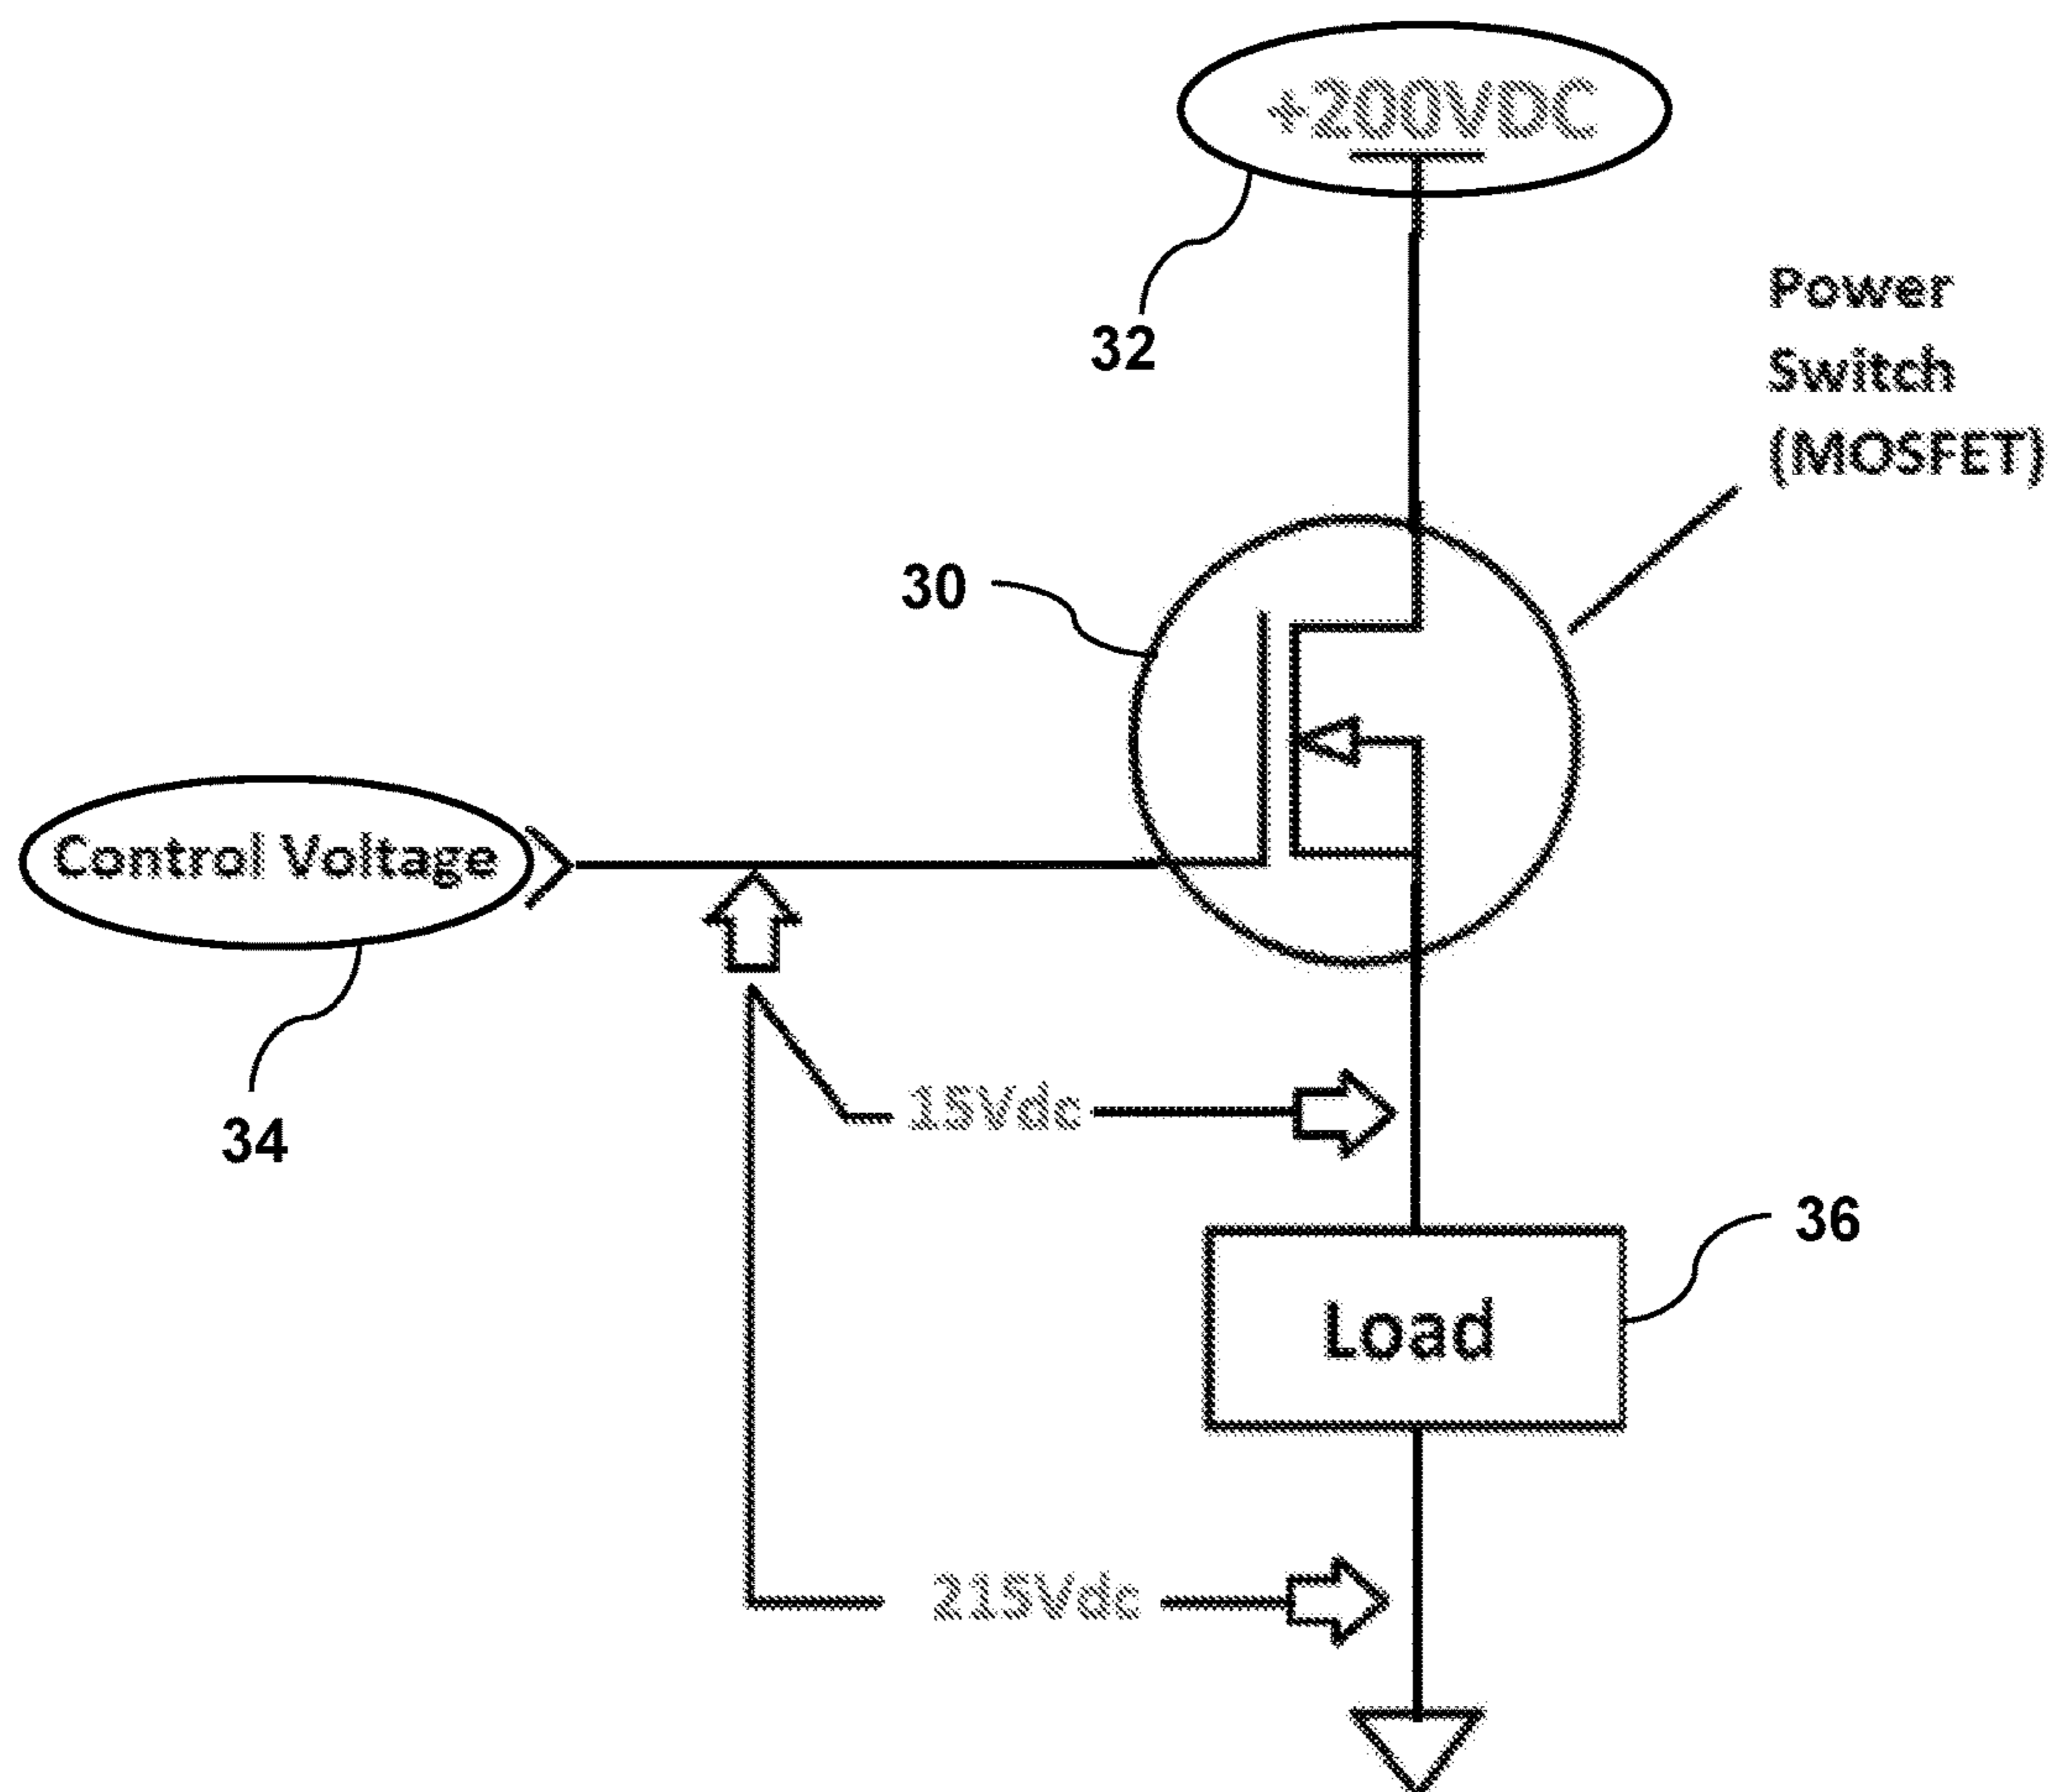 +200VDC
32
Power
Switch
(MOSFET)
30
Control Voltage
34
15Vdc
36
Load
215Vdc